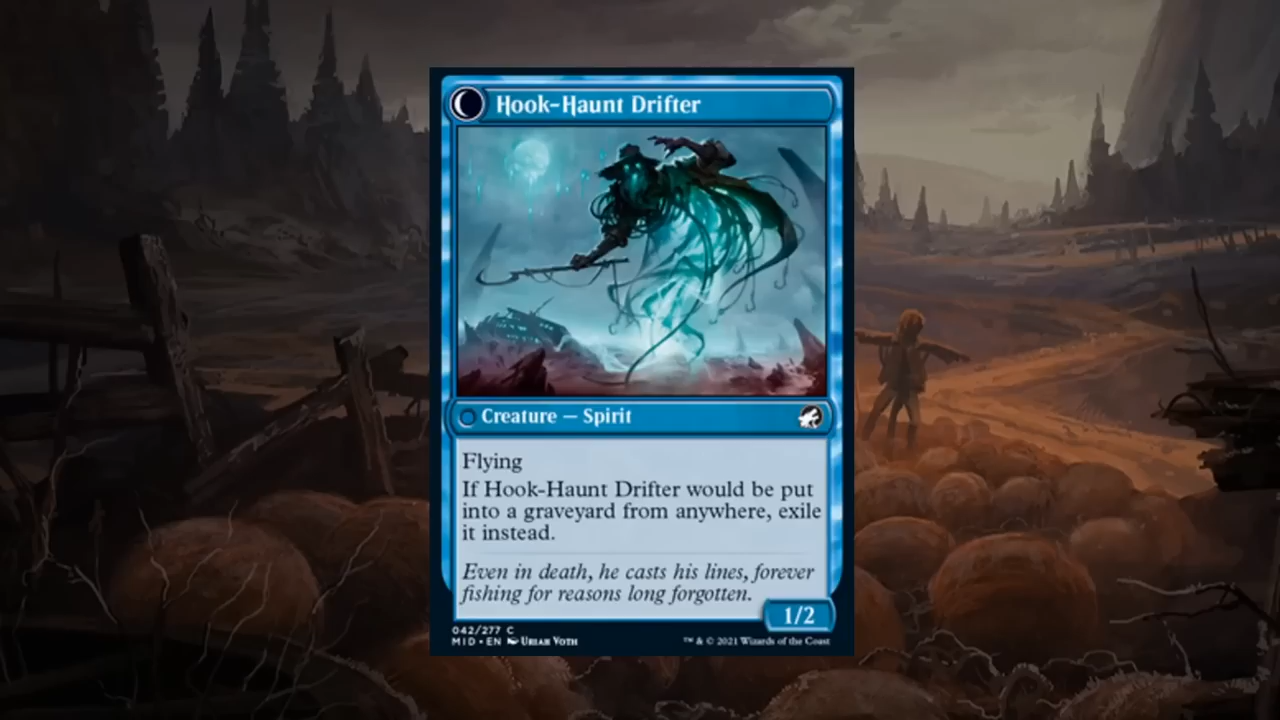 Hook-Haunt Drifter
Creature — Spirit
Flying
If Hook-Haunt Drifter would be put
into a graveyard from anywhere, exile
it instead.
Even in death, he casts his lines, forever
fishing for reasons long forgotten.
1/2
042/277 C
MID • EN Uriah Voth
™ & © 2021 Wizards of the Coast